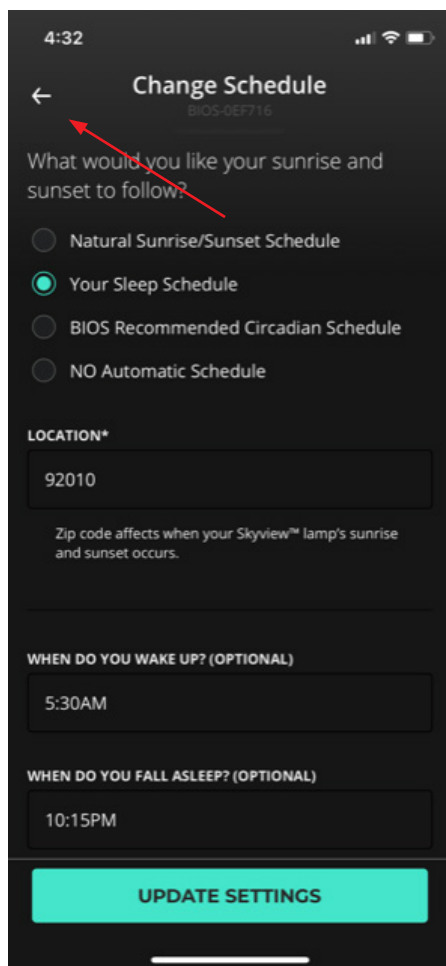 4:32
Change Schedule
BIOS-0EF716
What would you like your sunrise and
sunset to follow?
Natural Sunrise/Sunset Schedule
Your Sleep Schedule
BIOS Recommended Circadian Schedule
NO Automatic Schedule
LOCATION*
92010
Zip code affects when your Skyview™ lamp's sunrise
and sunset occurs.
WHEN DO YOU WAKE UP? (OPTIONAL)
5:30AM
WHEN DO YOU FALL ASLEEP? (OPTIONAL)
10:15PM
UPDATE SETTINGS